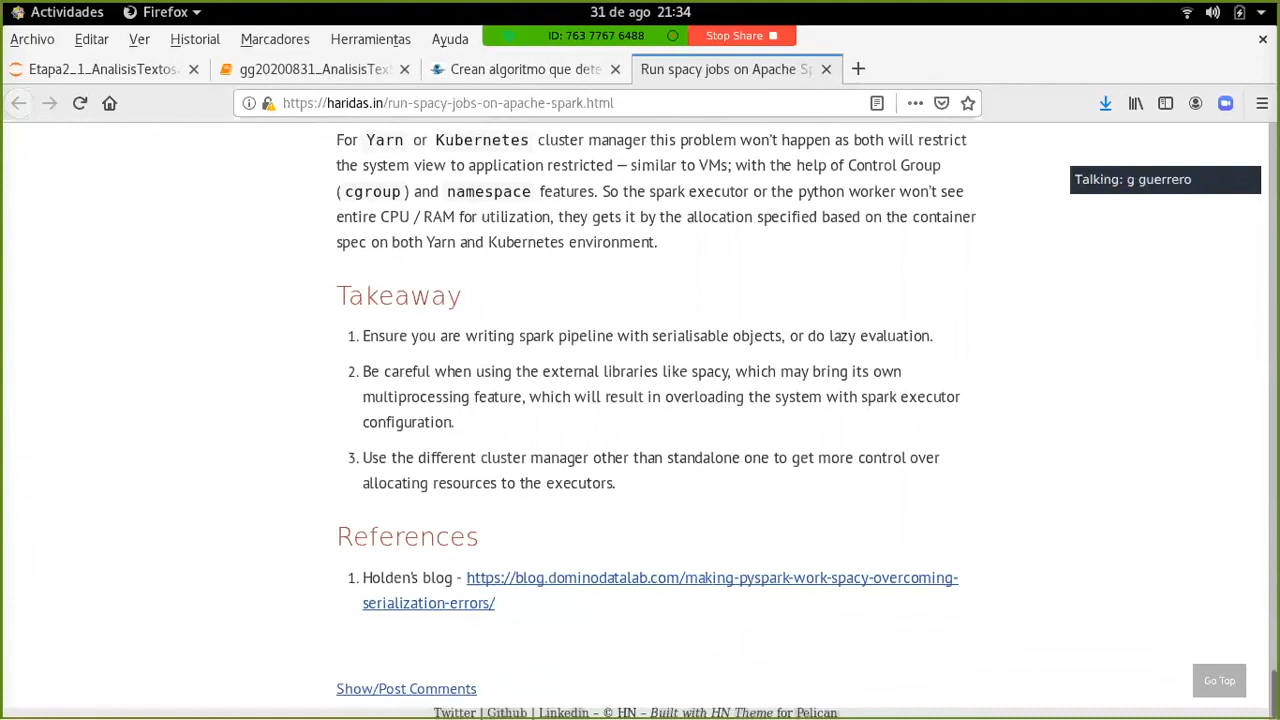 Actividades
Firefox
31 de ago 21:34
Archivo
Editar
Ver
Historial
Marcadores
Herramientas
Ayuda
ID: 763 7767 6488
Stop Share
Etapa2_1_AnalisisTextos
gg20200831_AnalisisText
Crean algoritmo que dete
Run spacy jobs on Apache Sp
https://haridas.in/run-spacy-jobs-on-apache-spark.html
Talking: g guerrero
For Yarn or Kubernetes cluster manager this problem won't happen as both will restrict
the system view to application restricted – similar to VMs; with the help of Control Group
(cgroup) and namespace features. So the spark executor or the python worker won't see
entire CPU / RAM for utilization, they gets it by the allocation specified based on the container
spec on both Yarn and Kubernetes environment.
Takeaway
1. Ensure you are writing spark pipeline with serialisable objects, or do lazy evaluation.
2. Be careful when using the external libraries like spacy, which may bring its own
multiprocessing feature, which will result in overloading the system with spark executor
configuration.
3. Use the different cluster manager other than standalone one to get more control over
allocating resources to the executors.
References
1. Holden's blog - https://blog.dominodatalab.com/making-pyspark-work-spacy-overcoming-
serialization-errors/
Go Top
Show/Post Comments
Twitter | Github | Linkedin – © HN – Built with HN Theme for Pelican